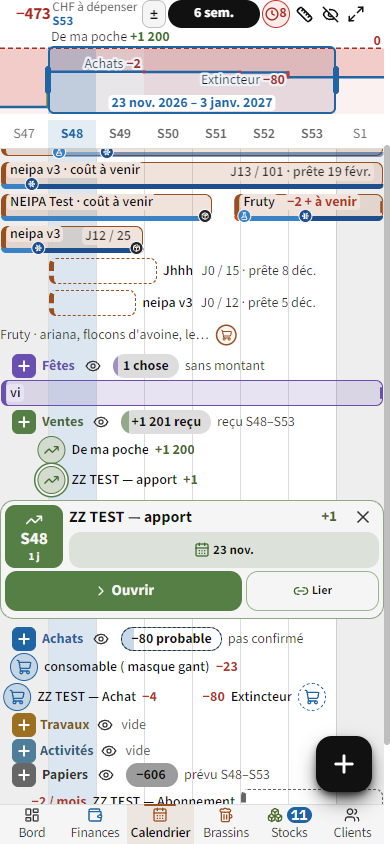 −473 CHF à dépenser S53
± 6 sem. 8
De ma poche +1 200
0
Achats −2
Extincteur −80
23 nov. 2026 – 3 janv. 2027
S47 S48 S49 S50 S51 S52 S53 S1
neipa v3 · coût à venir J13 / 101 · prête 19 févr.
NEIPA Test · coût à venir Fruty −2 + à venir
neipa v3 J12 / 25
Jhhh J0 / 15 · prête 8 déc.
neipa v3 J0 / 12 · prête 5 déc.
Fruty · ariana, flocons d'avoine, le…
Fêtes 1 chose sans montant
vi
Ventes +1 201 reçu reçu S48–S53
De ma poche +1 200
ZZ TEST — apport +1
S48
1 j
ZZ TEST — apport +1
23 nov.
Ouvrir Lier
Achats −80 probable pas confirmé
consomable ( masque gant) −23
ZZ TEST — Achat −4 −80 Extincteur
Travaux vide
Activités vide
Papiers −606 prévu S48–S53
−2 / mois ZZ TEST — Abonnement
Bord Finances Calendrier Brassins Stocks 11 Clients